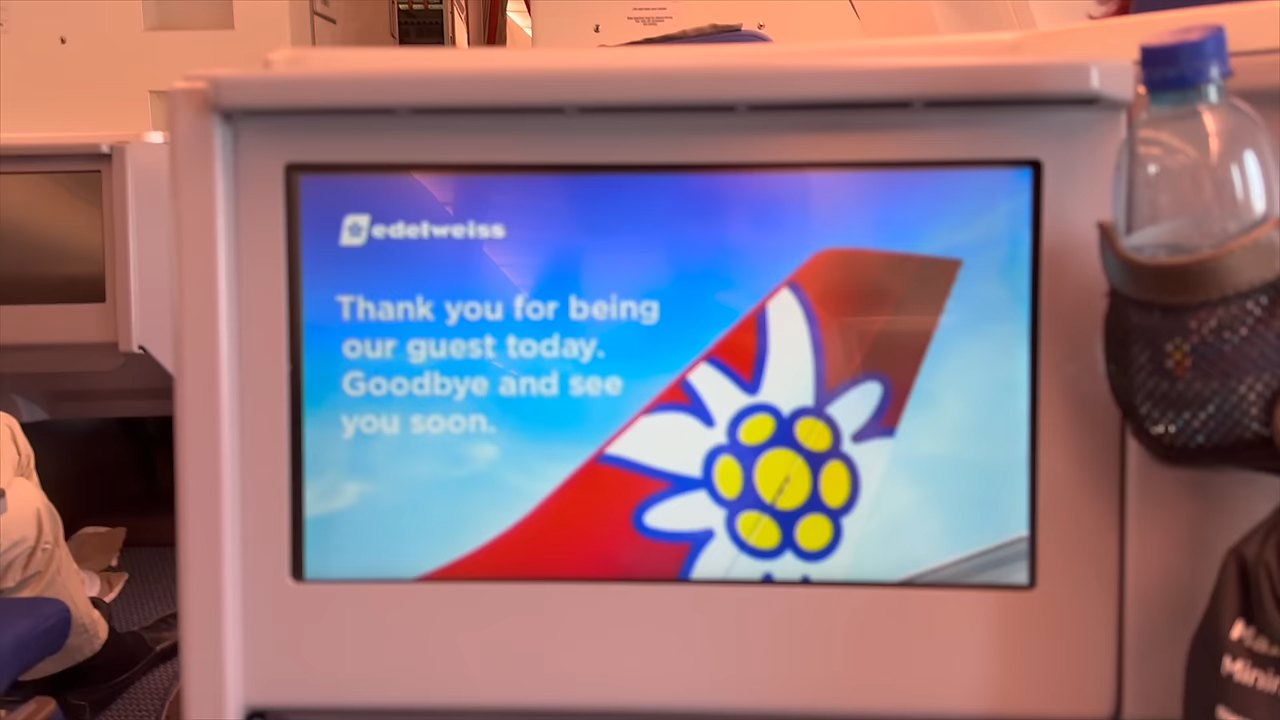 edelweiss
Thank you for being
our guest today.
Goodbye and see
you soon.